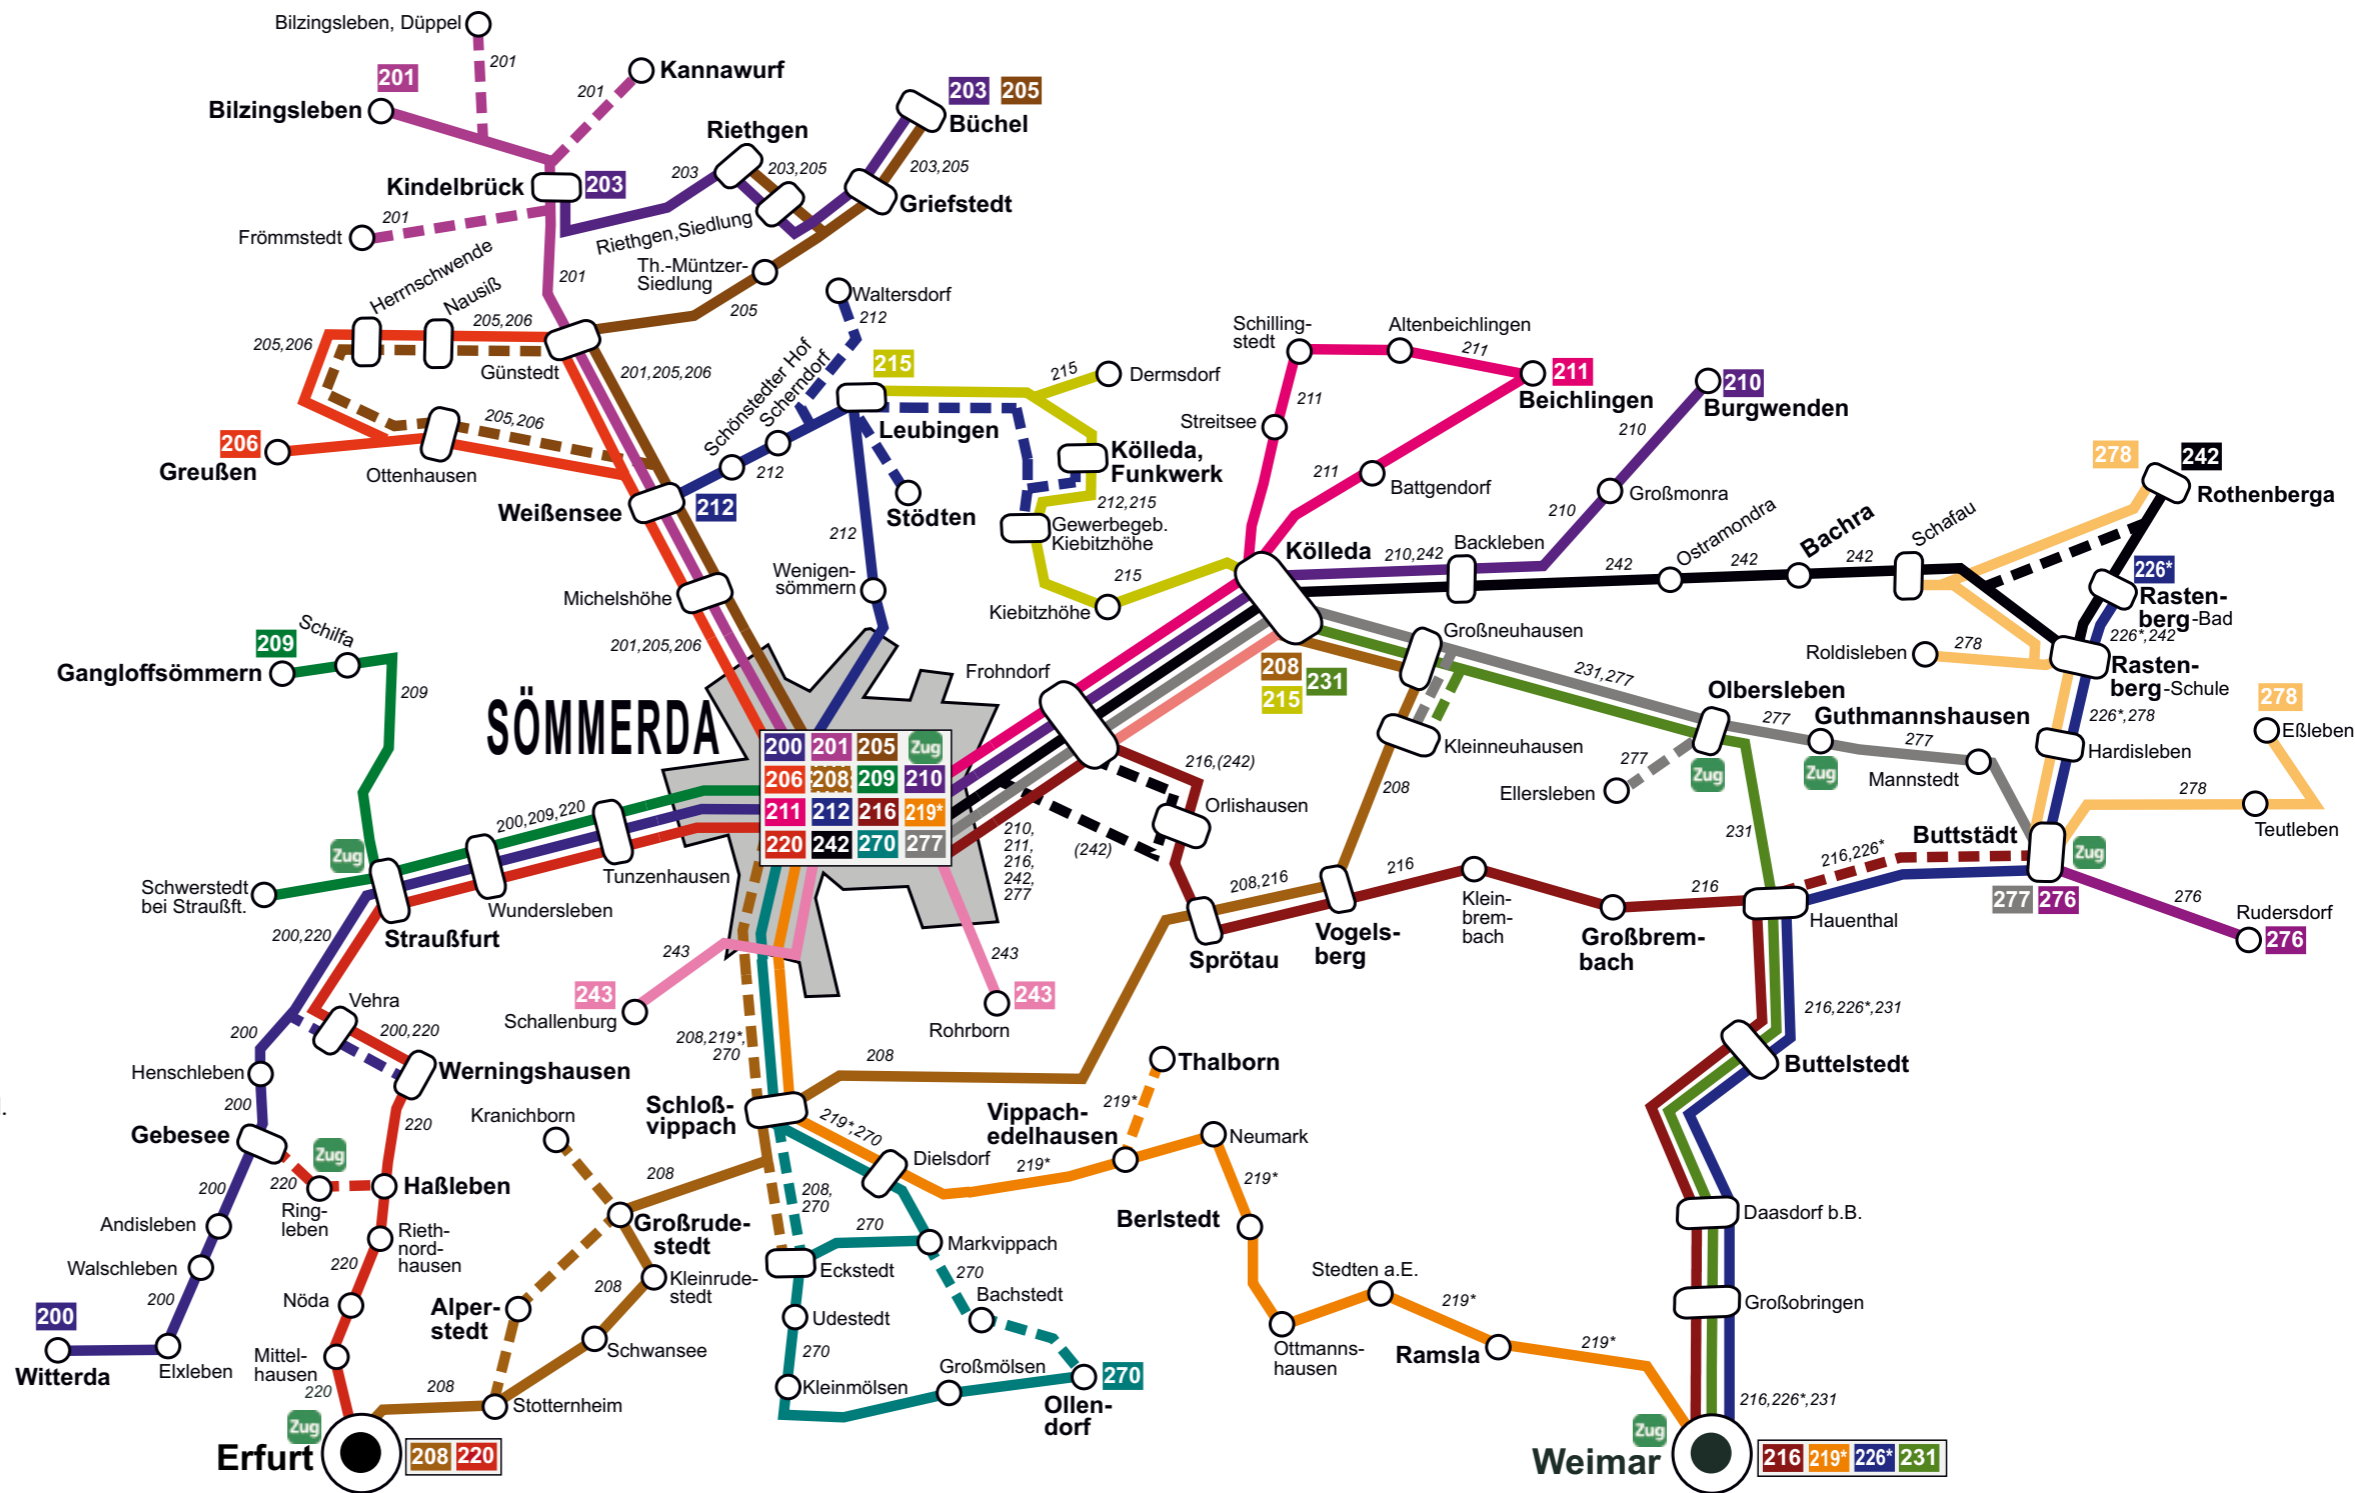 Bilzingsleben, Düppel
201
201
Bilzingsleben
201
Kannawurf
203 205
Büchel
Riethgen
203
203,205
203,205
Kindelbrück
203
Griefstedt
Riethgen,Siedlung
201
Frömmstedt
Herrnschwende
Nausiß
201
Th.-Müntzer-
Siedlung
205
Waltersdorf
212
205,206
205,206
Günstedt
201,205,206
Schönstedter Hof
Scherndorf
215
215
Dermsdorf
Schilling-
stedt
Altenbeichlingen
211
211
Beichlingen
210
Burgwenden
211
Streitsee
205,206
206
Greußen
Ottenhausen
Leubingen
212
Kölleda,
Funkwerk
210
211
Battgendorf
Großmonra
278
242
Rothenberga
Weißensee
212
Stödten
212,215
Gewerbegeb.
Kiebitzhöhe
212
210
Ostramondra
Bachra
Schafau
Kölleda
210,242
Backleben
242
242
242
226*
Rasten-
berg-Bad
Wenigen-
sömmern
215
Kiebitzhöhe
Michelshöhe
201,205,206
209
Schilfa
Gangloffsömmern
209
Großneuhausen
226*,242
Roldisleben
278
Rasten-
berg-Schule
Frohndorf
208
231
215
231,277
Olbersleben
277
Guthmannshausen
226*,278
278
Eßleben
SÖMMERDA
Kleinneuhausen
277
Hardisleben
200 201 205 Zug
206 208 209 210
211 212 216 219*
220 242 270 277
216,(242)
277
Ellersleben
Zug
Zug
Mannstedt
208
Orlishausen
278
Teutleben
200,209,220
Zug
210,
211,
216,
242,
277
(242)
231
216,226*
Buttstädt
Zug
Tunzenhausen
Schwerstedt
bei Straußft.
208,216
216
216
Wundersleben
Klein-
brem-
bach
Hauenthal
277 276
276
Rudersdorf
276
200,220
Straußfurt
Vogels-
berg
Großbrem-
bach
Sprötau
243
243
243
Schallenburg
243
Rohrborn
Vehra
200,220
200
208,219*,
270
216,226*,231
Henschleben
Werningshausen
208
Thalborn
Buttelstedt
200
Gebesee
220
Kranichborn
Schloß-
vippach
219*,270
Vippach-
edelhausen
219*
Neumark
Zug
Dielsdorf
219*
219*
220
Ring-
leben
Haßleben
208
208,
270
200
Andisleben
Rieth-
nord-
hausen
Großrude-
stedt
270
Markvippach
Berlstedt
Daasdorf b.B.
Walschleben
220
208
Kleinrude-
stedt
Eckstedt
270
Bachstedt
Stedten a.E.
219*
200
Nöda
Alper-
stedt
Udestedt
Großobringen
200
Witterda
Elxleben
Mittel-
hausen
Schwansee
270
Großmölsen
Ottmanns-
hausen
Ramsla
219*
220
208
Kleinmölsen
270
Ollen-
dorf
216,226*,231
Zug
Stotternheim
Erfurt
208 220
Zug
Weimar
216 219* 226* 231